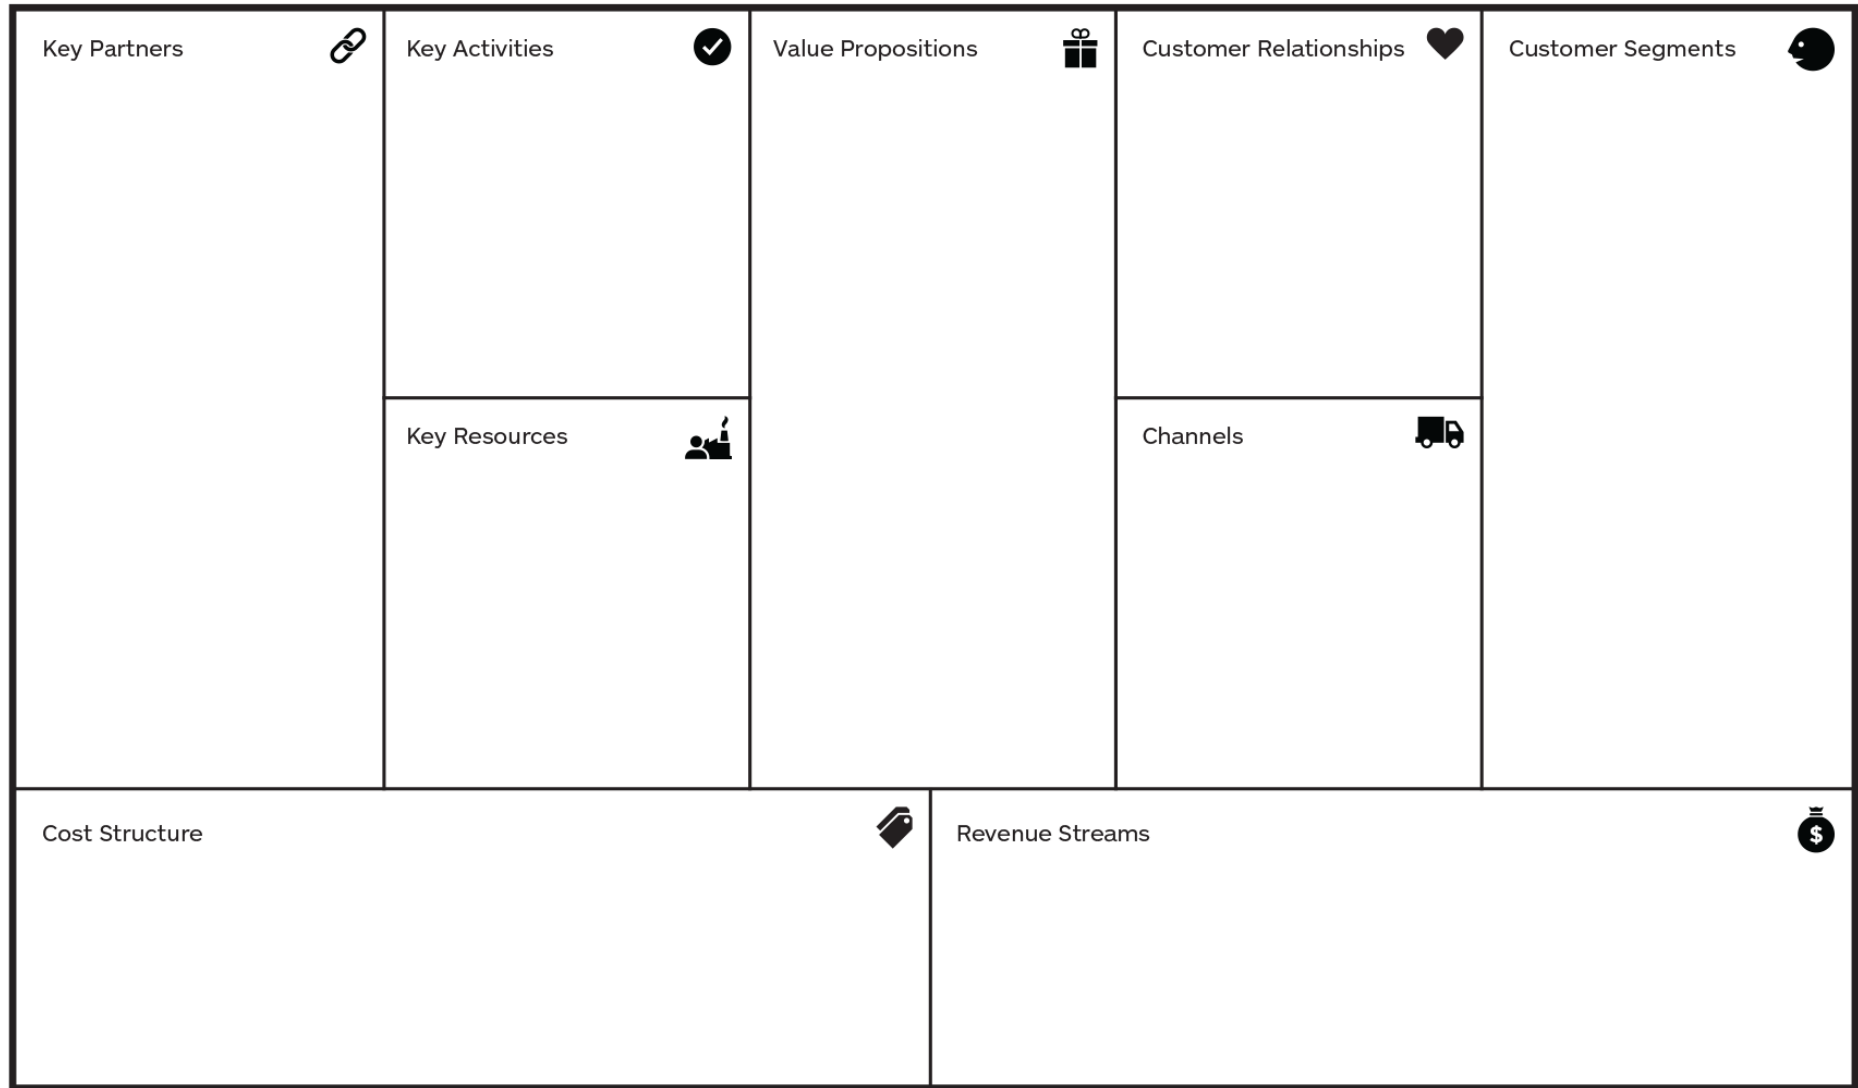 Key Partners
Key Activities
Value Propositions
Customer Relationships
Customer Segments
Key Resources
Channels
Cost Structure
Revenue Streams
$